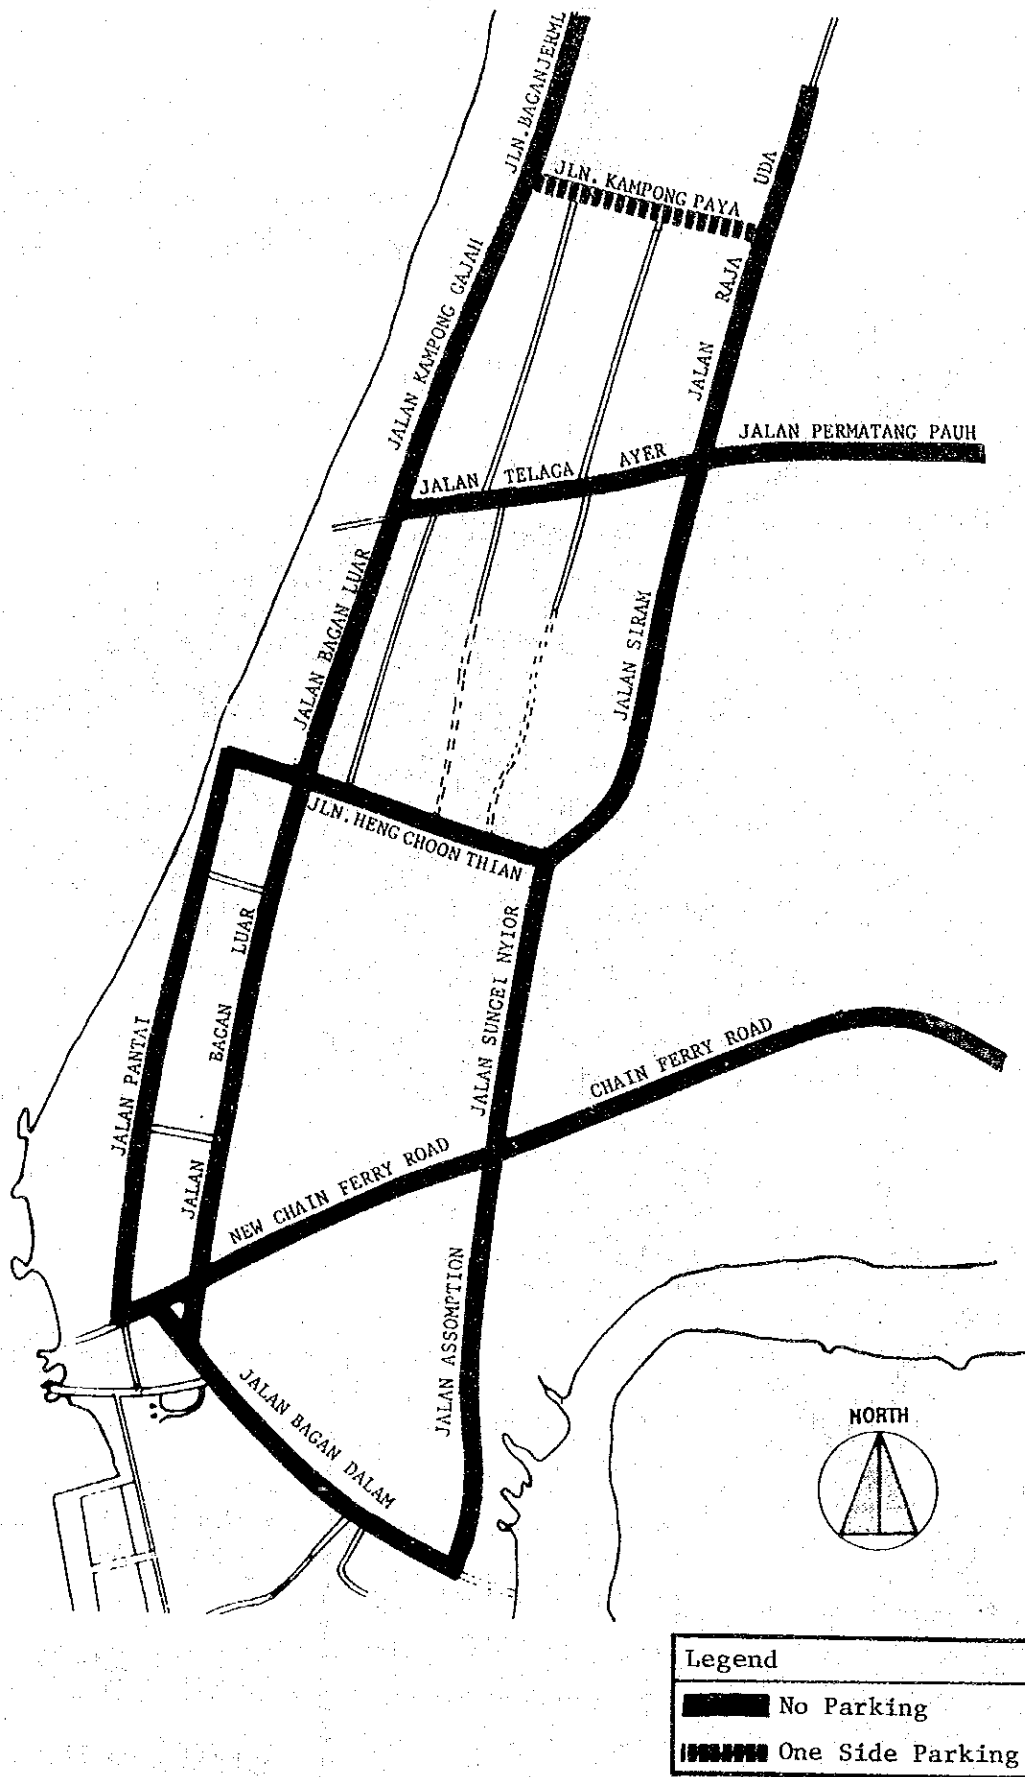 JLN. BAGANJERML
UDA
JLN. KAMPONG PAYA
RAJA
JALAN
JALAN KAMPONG GAJAH
JALAN PERMATANG PAUH
JALAN TELAGA AYER
JALAN BAGAN LUAR
JALAN SIRAM
JLN. HENG CHOON THIAN
LUAR
BAGAN
JALAN
JALAN SUNGEI NYIOR
JALAN PANTAI
CHAIN FERRY ROAD
NEW CHAIN FERRY ROAD
JALAN ASSOMPTION
JALAN BAGAN DALAM
NORTH
Legend
No Parking
One Side Parking